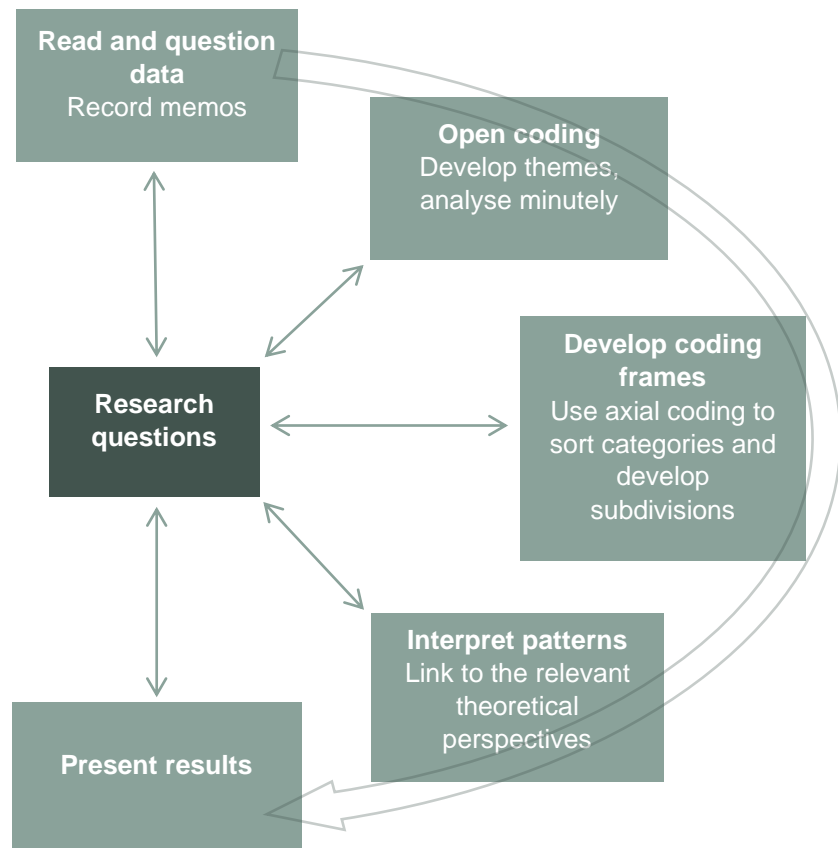 Read and question
data
Record memos
Open coding
Develop themes,
analyse minutely
Develop coding
frames
Use axial coding to
sort categories and
develop
subdivisions
Research
questions
Interpret patterns
Link to the relevant
theoretical
perspectives
Present results